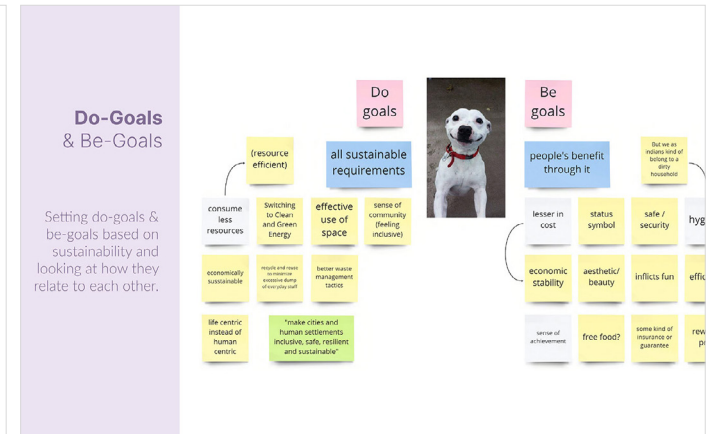 Do-Goals
& Be-Goals
Setting do-goals &
be-goals based on
sustainability and
looking at how they
relate to each other.
Do
goals
Be
goals
(resource
efficient)
all sustainable
requirements
people's benefit
through it
But we as
indians kind of
belong to a
dirty
household
consume
less
resources
Switching
to Clean
and Green
Energy
effective
use of
space
sense of
community
(feeling
inclusive)
lesser in
cost
status
symbol
safe /
security
hyg
economically
susstainable
recycle and reuse
to minimize
excessive dump
of everyday stuff
better waste
management
tactics
economic
stability
aesthetic/
beauty
inflicts fun
effic
life centric
instead of
human
centric
"make cities and
human settlements
inclusive, safe, resilient
and sustainable"
sense of
achievement
free food?
some kind of
insurance or
guarantee
rew
p